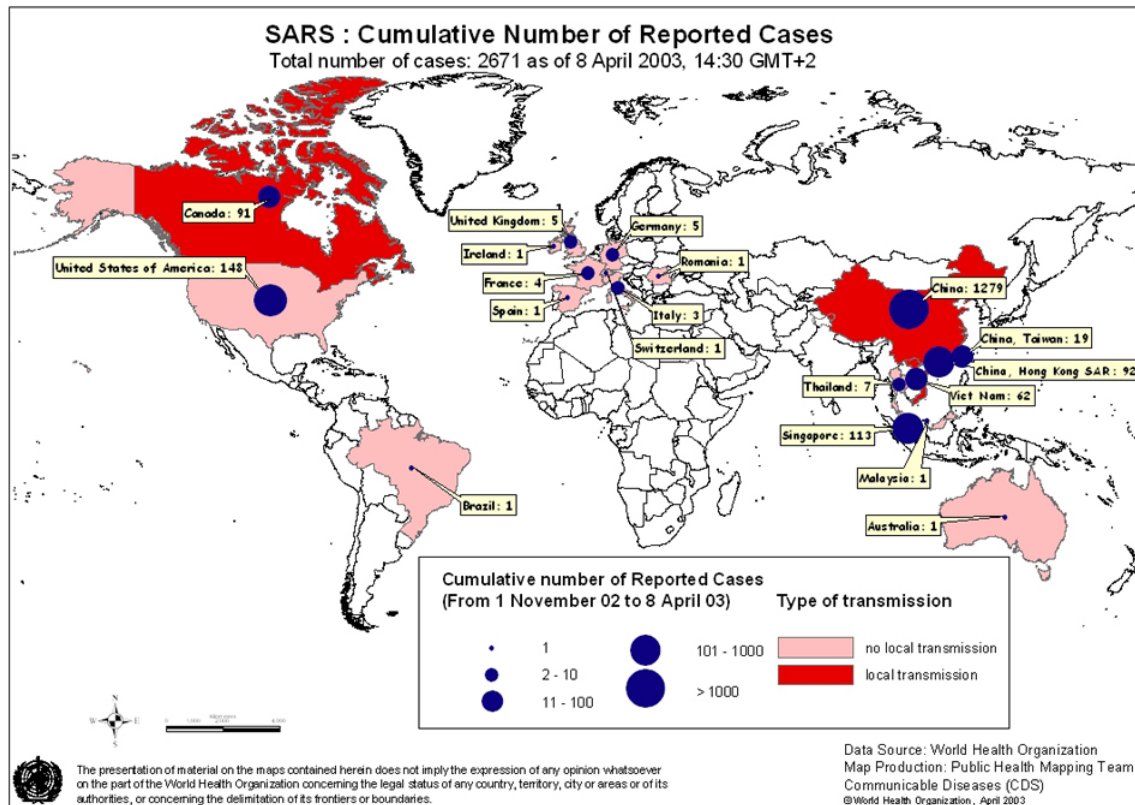 SARS : Cumulative Number of Reported Cases
Total number of cases: 2671 as of 8 April 2003, 14:30 GMT+2
Canada: 91
United States of America: 148
United Kingdom: 5
Germany: 5
Ireland: 1
Romania: 1
France: 4
Spain: 1
Italy: 3
Switzerland: 1
China: 1279
China, Taiwan: 19
China, Hong Kong SAR: 92
Thailand: 7
Viet Nam: 62
Singapore: 113
Malaysia: 1
Brazil: 1
Australia: 1
Cumulative number of Reported Cases
(From 1 November 02 to 8 April 03)
1
2 - 10
11 - 100
101 - 1000
> 1000
Type of transmission
no local transmission
local transmission
N
W E
S
The presentation of material on the maps contained herein does not imply the expression of any opinion whatsoever
on the part of the World Health Organization concerning the legal status of any country, territory, city or areas or of its
authorities, or concerning the delimitation of its frontiers or boundaries.
Data Source: World Health Organization
Map Production: Public Health Mapping Team
Communicable Diseases (CDS)
©World Health Organization, April 200